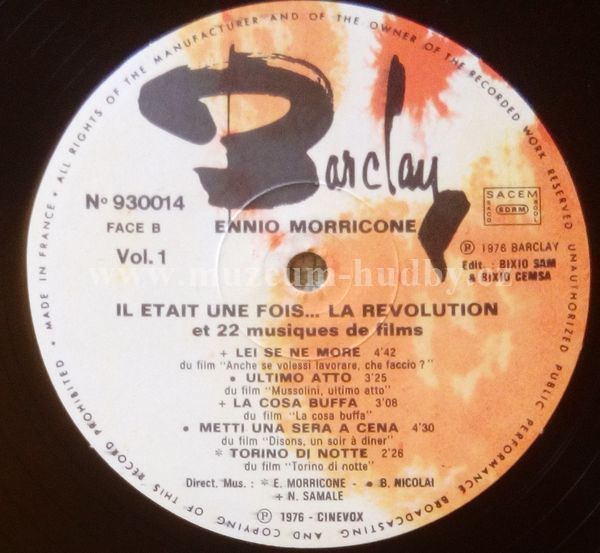 ALL RIGHTS OF THE MANUFACTURER AND OF THE OWNER OF THE RECORDED WORK RESERVED
UNAUTHORIZED PUBLIC PERFORMANCE BROADCASTING AND COPYING OF THIS RECORD PROHIBITED • MADE IN FRANCE •
Barclay
Nº 930014
FACE B
Vol. 1
ENNIO MORRICONE
SACEM
SACD SDRM SGDL
℗ 1976 BARCLAY
Edit. : BIXIO SAM
& BIXIO CEMSA
www.muzeum-hudby
IL ETAIT UNE FOIS... LA REVOLUTION
et 22 musiques de films
+ LEI SE NE MORE 4'42
du film "Anche se volessi lavorare, che faccio ?"
• ULTIMO ATTO 3'25
du film "Mussolini, ultimo atto"
+ LA COSA BUFFA 3'08
du film "La cosa buffa"
• METTI UNA SERA A CENA 4'30
du film "Disons, un soir à diner"
* TORINO DI NOTTE 2'26
du film "Torino di notte"
Direct. Mus. : * E. MORRICONE - • B. NICOLAI
+ N. SAMALE
℗ 1976 - CINEVOX